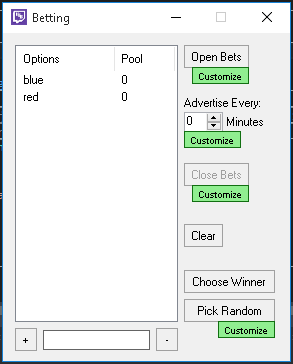 Betting
Options Pool
blue 0
red 0
Open Bets
Customize
Advertise Every:
0 Minutes
Customize
Close Bets
Customize
Clear
Choose Winner
Pick Random
Customize
+ -